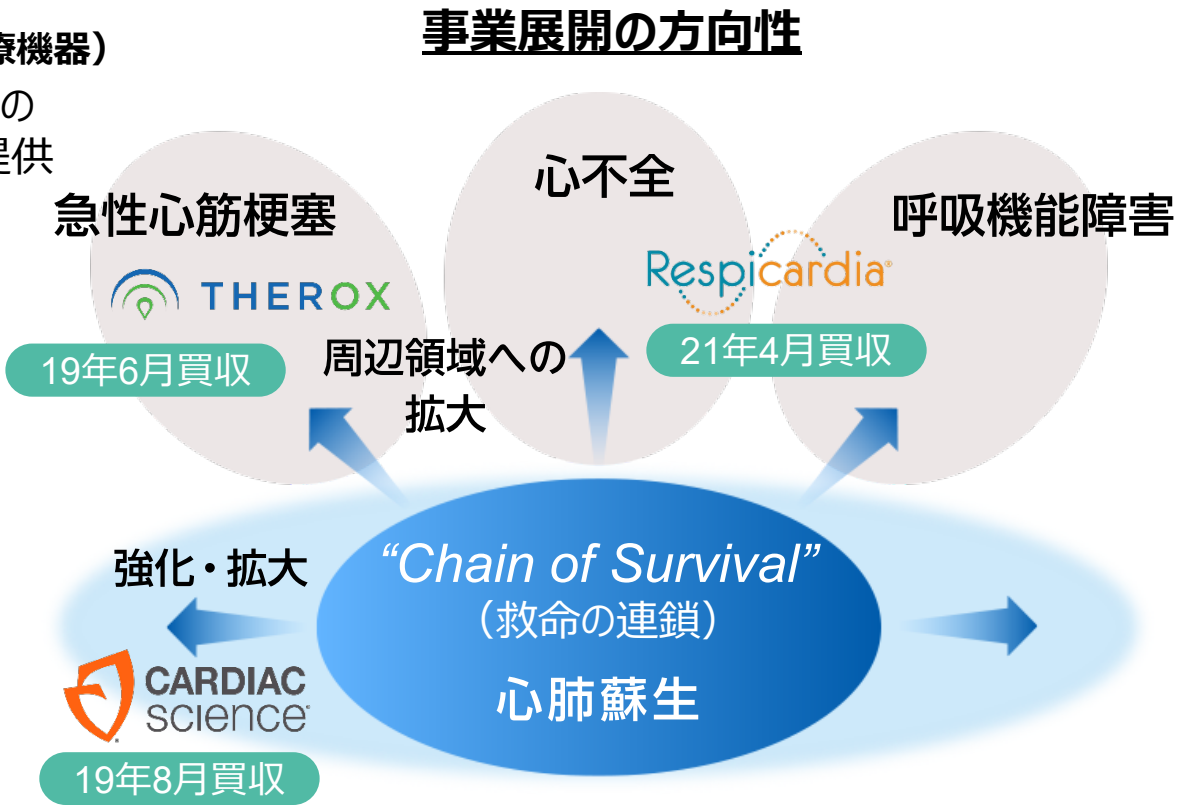 療機器）
の
提供
事業展開の方向性
急性心筋梗塞
THEROX
19年6月買収
心不全
Respicardia®
21年4月買収
呼吸機能障害
周辺領域への
拡大
強化・拡大
“Chain of Survival”
（救命の連鎖）
心肺蘇生
CARDIAC
science
19年8月買収